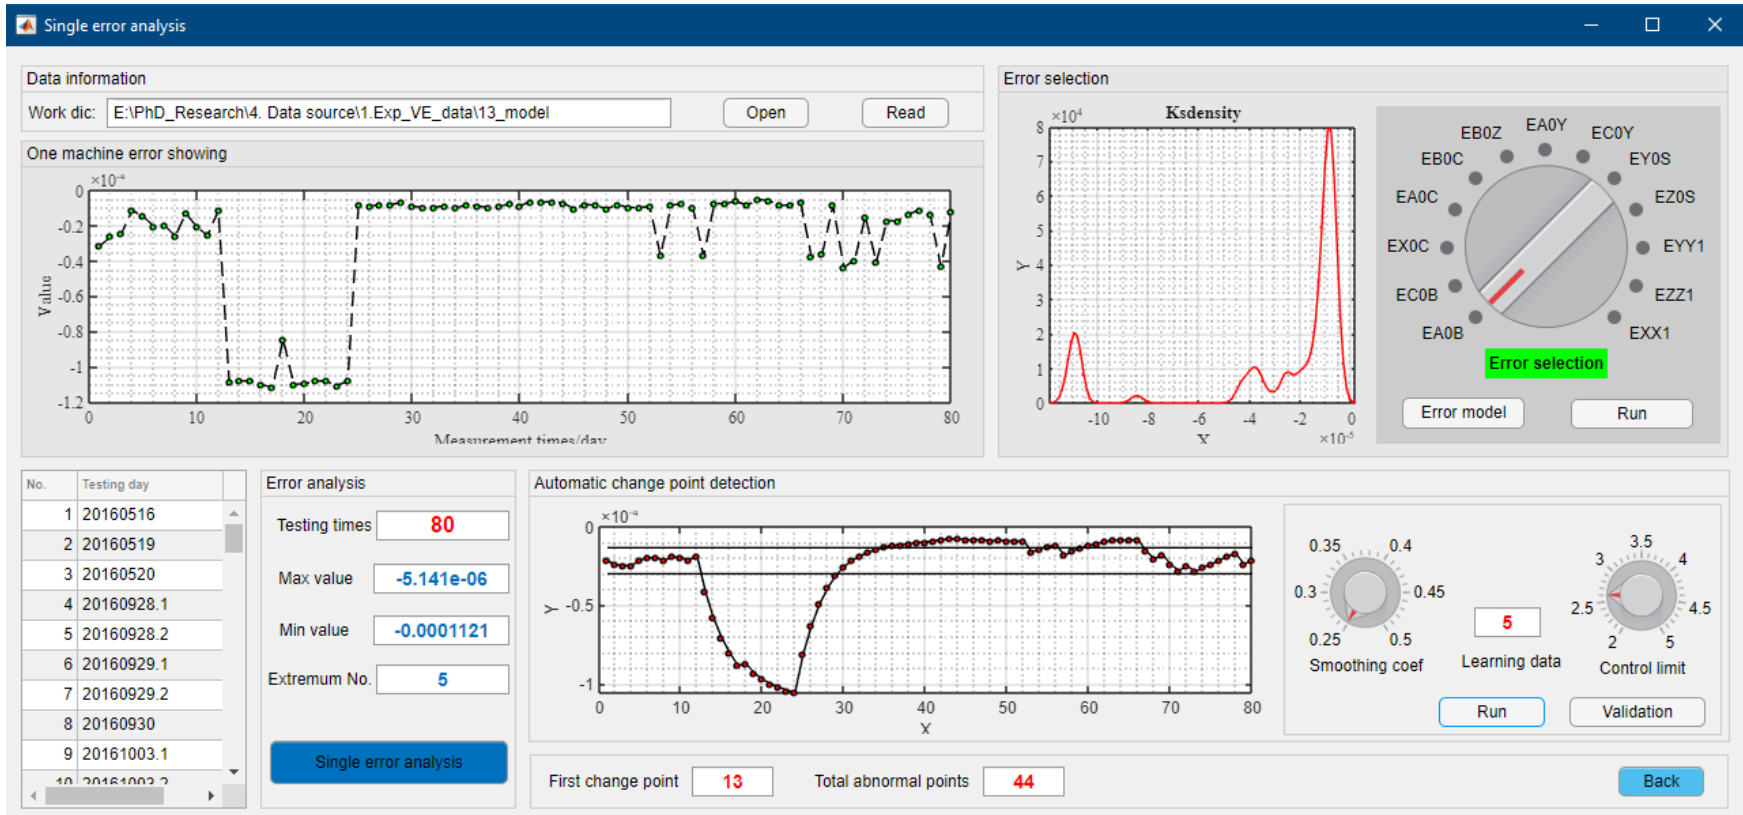 Single error analysis
Data information
Work dic: E:\PhD_Research\4. Data source\1.Exp_VE_data\13_model Open Read
One machine error showing
×10⁻⁴
0
-0.2
-0.4
-0.6
-0.8
-1
-1.2
Value
0 10 20 30 40 50 60 70 80
Measurement times/day
Error selection
Ksdensity
×10⁴
8
7
6
5
4
3
2
1
0
Y
-10 -8 -6 -4 -2 0
X ×10⁻⁵
EA0Y
EB0Z EC0Y
EB0C EY0S
EA0C EZ0S
EX0C EYY1
EC0B EZZ1
EA0B EXX1
Error selection
Error model Run
No. Testing day
1 20160516
2 20160519
3 20160520
4 20160928.1
5 20160928.2
6 20160929.1
7 20160929.2
8 20160930
9 20161003.1
10 20161003.2
Error analysis
Testing times 80
Max value -5.141e-06
Min value -0.0001121
Extremum No. 5
Single error analysis
Automatic change point detection
×10⁻⁴
0
-0.5
-1
Y
0 10 20 30 40 50 60 70 80
X
0.35 0.4
0.3 0.45
0.25 0.5
Smoothing coef
5
Learning data
3.5
3 4
2.5 4.5
2 5
Control limit
Run Validation
First change point 13 Total abnormal points 44 Back